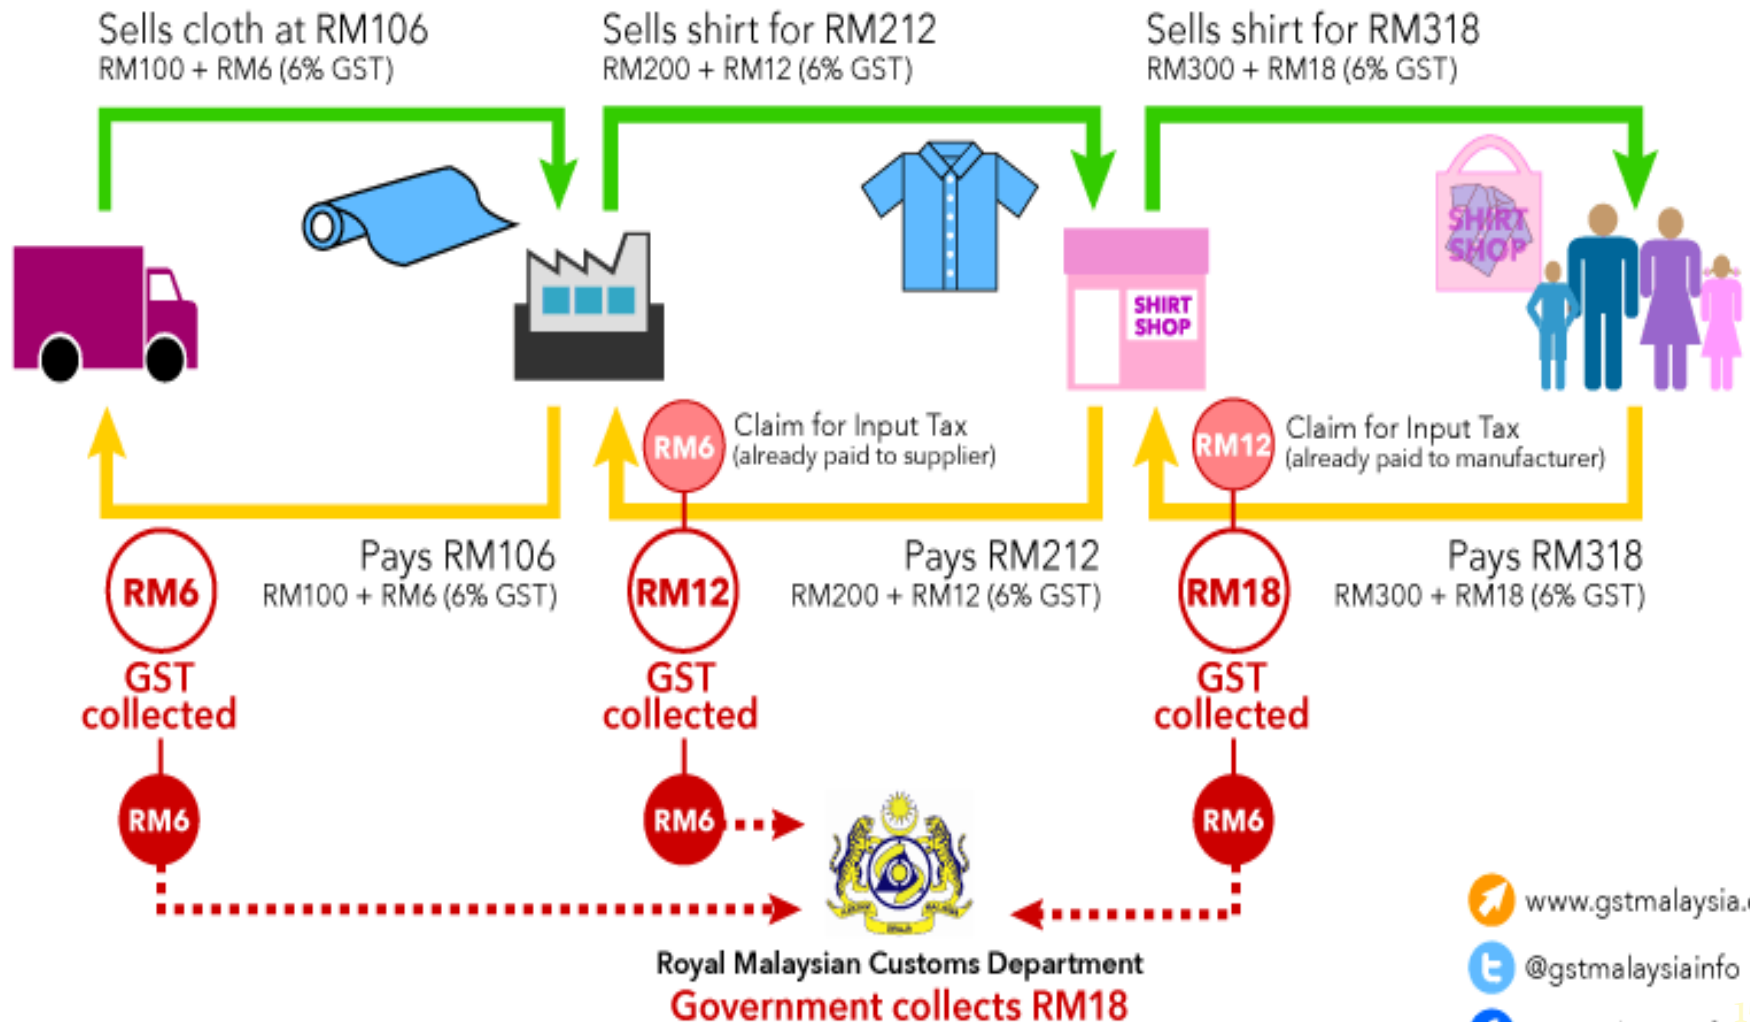 Sells cloth at RM106
RM100 + RM6 (6% GST)
Sells shirt for RM212
RM200 + RM12 (6% GST)
Sells shirt for RM318
RM300 + RM18 (6% GST)
SHIRT
SHOP
SHIRT
SHOP
RM6
Claim for Input Tax
(already paid to supplier)
RM12
Claim for Input Tax
(already paid to manufacturer)
Pays RM106
RM100 + RM6 (6% GST)
Pays RM212
RM200 + RM12 (6% GST)
Pays RM318
RM300 + RM18 (6% GST)
RM6
GST
collected
RM12
GST
collected
RM18
GST
collected
RM6
RM6
RM6
Royal Malaysian Customs Department
Government collects RM18
www.gstmalaysia.
@gstmalaysiainfo